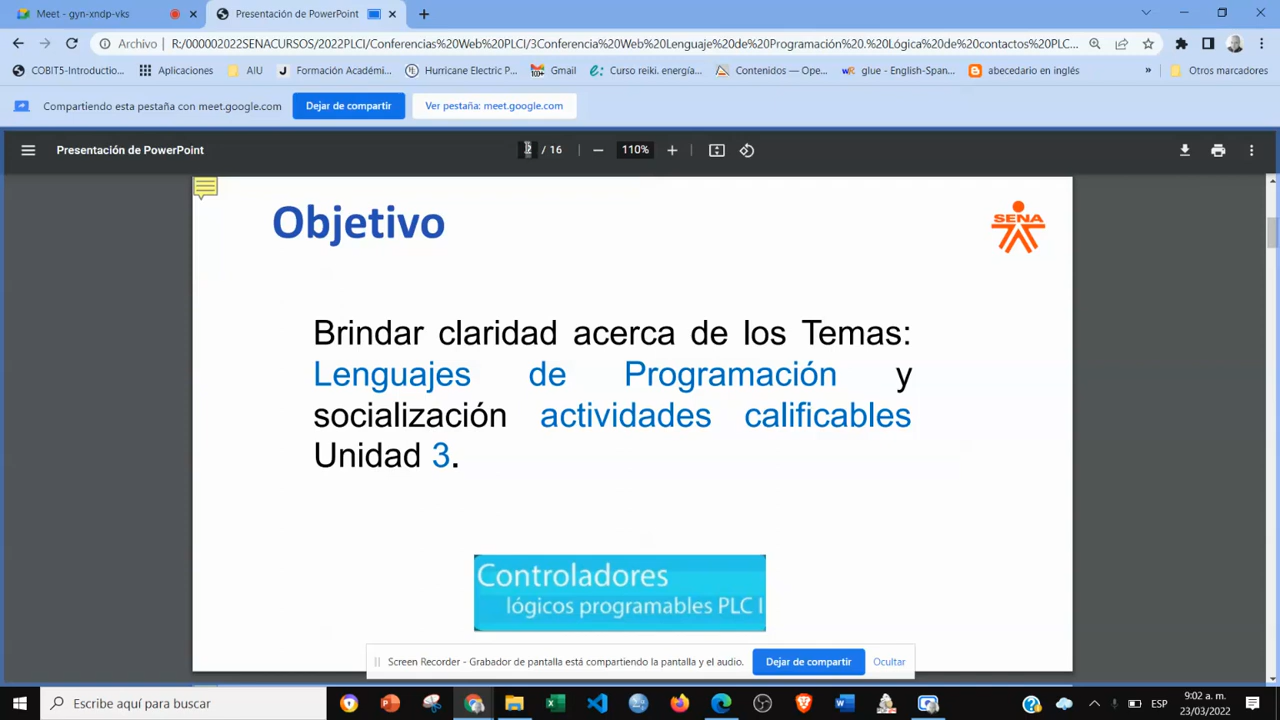 Meet - gyn-xndp-vks
Presentación de PowerPoint
Archivo
R:/000002022SENACURSOS/2022PLCI/Conferencias%20Web%20PLCI/3Conferencia%20Web%20Lenguaje%20de%20Programación%20.%20Lógica%20de%20contactos%20PLC...
COBIT5-Introductio...
Aplicaciones
AIU
Formación Académi...
Hurricane Electric P...
Gmail
Curso reiki. energía...
Contenidos — Ope...
glue - English-Span...
abecedario en inglés
»
Otros marcadores
Compartiendo esta pestaña con meet.google.com
Dejar de compartir
Ver pestaña: meet.google.com
Presentación de PowerPoint
2 / 16
110%
Objetivo
SENA
Brindar claridad acerca de los Temas:
Lenguajes de Programación y
socialización actividades calificables
Unidad 3.
Controladores
lógicos programables PLC I
Screen Recorder - Grabador de pantalla está compartiendo la pantalla y el audio.
Dejar de compartir
Ocultar
Escribe aquí para buscar
ESP
9:02 a. m.
23/03/2022